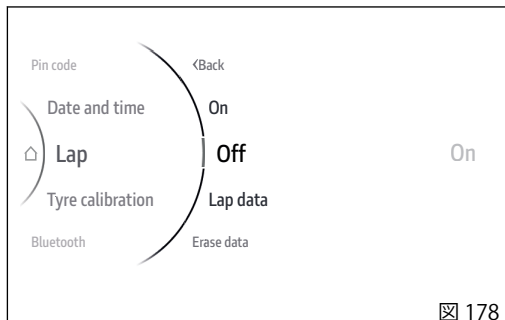 Pin code
Date and time
Lap
Tyre calibration
Bluetooth
‹Back
On
Off
Lap data
Erase data
On
図 178